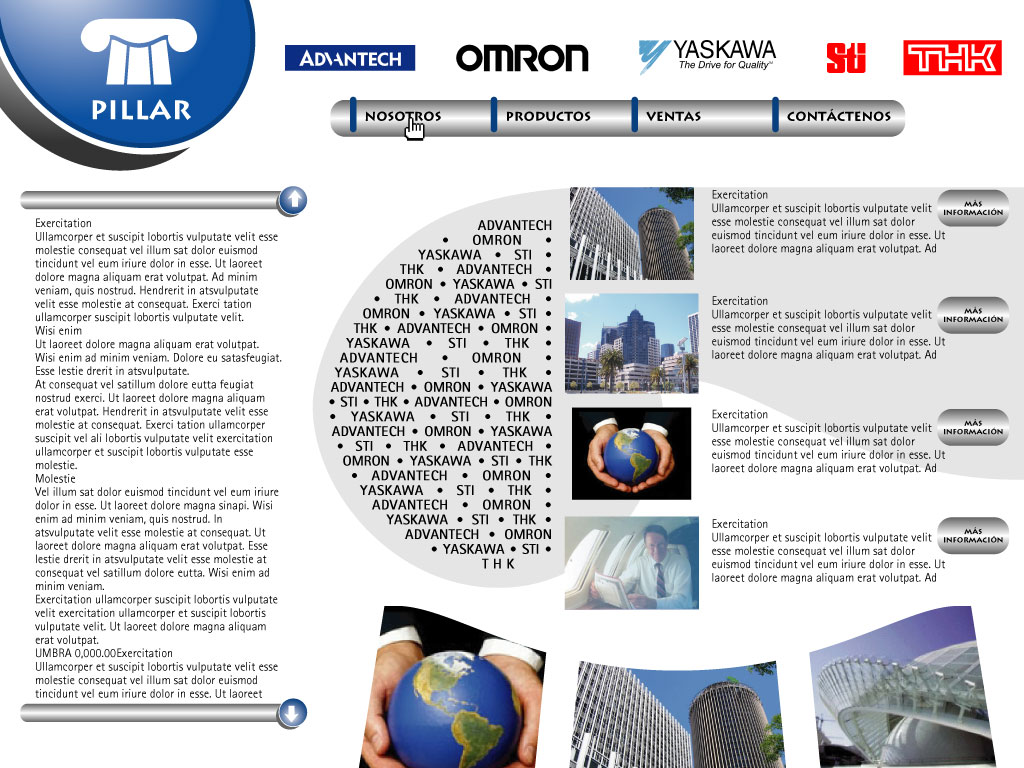 PILLAR
ADVANTECH
OMRON
YASKAWA
The Drive for Quality™
STI
THK
NOSOTROS
PRODUCTOS
VENTAS
CONTÁCTENOS
Exercitation
Ullamcorper et suscipit lobortis vulputate velit esse
molestie consequat vel illum sat dolor euismod
tincidunt vel eum iriure dolor in esse. Ut laoreet
dolore magna aliquam erat volutpat. Ad minim
veniam, quis nostrud. Hendrerit in atsvulputate
velit esse molestie at consequat. Exerci tation
ullamcorper suscipit lobortis vulputate velit.
Wisi enim
Ut laoreet dolore magna aliquam erat volutpat.
Wisi enim ad minim veniam. Dolore eu satasfeugiat.
Esse lestie drerit in atsvulputate.
At consequat vel satillum dolore eutta feugiat
nostrud exerci. Ut laoreet dolore magna aliquam
erat volutpat. Hendrerit in atsvulputate velit esse
molestie at consequat. Exerci tation ullamcorper
suscipit vel ali lobortis vulputate velit exercitation
ullamcorper et suscipit lobortis vulputate esse
molestie.
Molestie
Vel illum sat dolor euismod tincidunt vel eum iriure
dolor in esse. Ut laoreet dolore magna sinapi. Wisi
enim ad minim veniam, quis nostrud. In
atsvulputate velit esse molestie at consequat. Ut
laoreet dolore magna aliquam erat volutpat. Esse
lestie drerit in atsvulputate velit esse molestie at
consequat vel satillum dolore eutta. Wisi enim ad
minim veniam.
Exercitation ullamcorper suscipit lobortis vulputate
velit exercitation ullamcorper et suscipit lobortis
vulputate velit. Ut laoreet dolore magna aliquam
erat volutpat.
UMBRA 0,000.00Exercitation
Ullamcorper et suscipit lobortis vulputate velit esse
molestie consequat vel illum sat dolor euismod
tincidunt vel eum iriure dolor in esse. Ut laoreet
ADVANTECH
• OMRON •
YASKAWA • STI •
THK • ADVANTECH •
OMRON • YASKAWA • STI
• THK • ADVANTECH •
OMRON • YASKAWA • STI •
THK • ADVANTECH • OMRON •
YASKAWA • STI • THK •
ADVANTECH • OMRON •
YASKAWA • STI • THK •
ADVANTECH • OMRON • YASKAWA
• STI • THK • ADVANTECH • OMRON
• YASKAWA • STI • THK •
ADVANTECH • OMRON • YASKAWA
• STI • THK • ADVANTECH •
OMRON • YASKAWA • STI • THK
• ADVANTECH • OMRON •
YASKAWA • STI • THK •
ADVANTECH • OMRON •
YASKAWA • STI • THK •
ADVANTECH • OMRON
• YASKAWA • STI •
THK
Exercitation
Ullamcorper et suscipit lobortis vulputate velit
esse molestie consequat vel illum sat dolor
euismod tincidunt vel eum iriure dolor in esse. Ut
laoreet dolore magna aliquam erat volutpat. Ad
MÁS
INFORMACIÓN
Exercitation
Ullamcorper et suscipit lobortis vulputate velit
esse molestie consequat vel illum sat dolor
euismod tincidunt vel eum iriure dolor in esse. Ut
laoreet dolore magna aliquam erat volutpat. Ad
MÁS
INFORMACIÓN
Exercitation
Ullamcorper et suscipit lobortis vulputate velit
esse molestie consequat vel illum sat dolor
euismod tincidunt vel eum iriure dolor in esse. Ut
laoreet dolore magna aliquam erat volutpat. Ad
MÁS
INFORMACIÓN
Exercitation
Ullamcorper et suscipit lobortis vulputate velit
esse molestie consequat vel illum sat dolor
euismod tincidunt vel eum iriure dolor in esse. Ut
laoreet dolore magna aliquam erat volutpat. Ad
MÁS
INFORMACIÓN